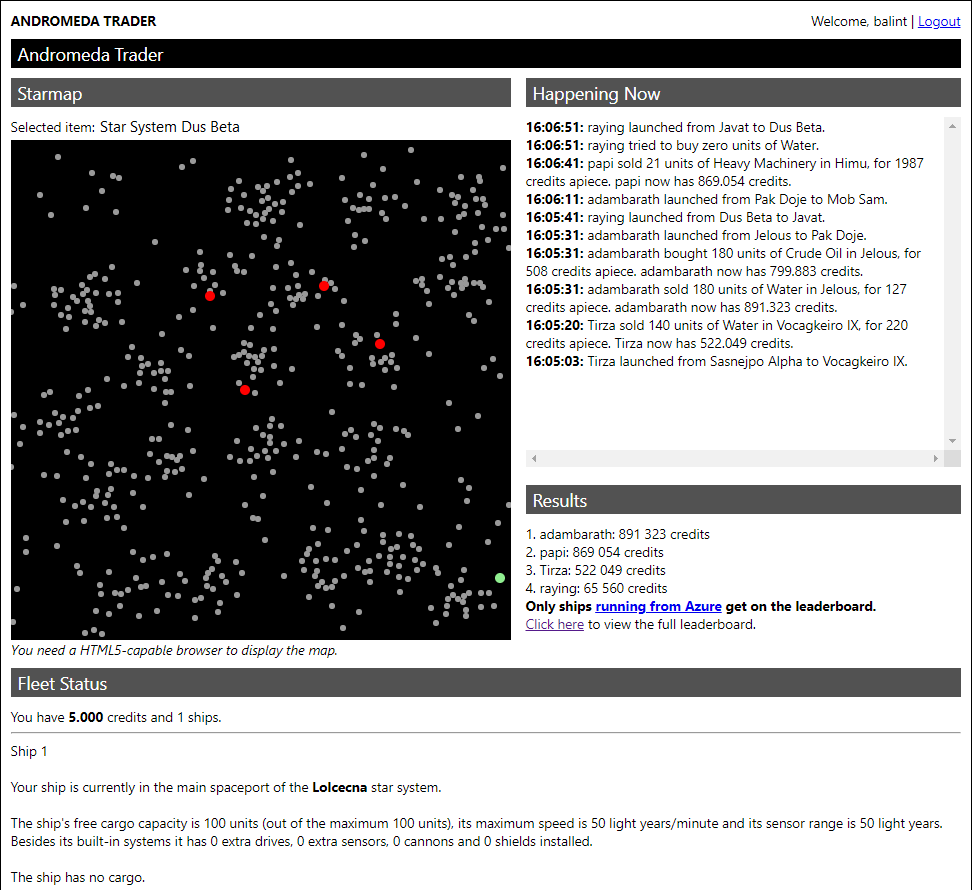 ANDROMEDA TRADER
Welcome, balint | Logout
Andromeda Trader
Starmap
Selected item: Star System Dus Beta
You need a HTML5-capable browser to display the map.
Happening Now
16:06:51: raying launched from Javat to Dus Beta.
16:06:51: raying tried to buy zero units of Water.
16:06:41: papi sold 21 units of Heavy Machinery in Himu, for 1987
credits apiece. papi now has 869.054 credits.
16:06:11: adambarath launched from Pak Doje to Mob Sam.
16:05:41: raying launched from Dus Beta to Javat.
16:05:31: adambarath launched from Jelous to Pak Doje.
16:05:31: adambarath bought 180 units of Crude Oil in Jelous, for
508 credits apiece. adambarath now has 799.883 credits.
16:05:31: adambarath sold 180 units of Water in Jelous, for 127
credits apiece. adambarath now has 891.323 credits.
16:05:20: Tirza sold 140 units of Water in Vocagkeiro IX, for 220
credits apiece. Tirza now has 522.049 credits.
16:05:03: Tirza launched from Sasnejpo Alpha to Vocagkeiro IX.
Results
1. adambarath: 891 323 credits
2. papi: 869 054 credits
3. Tirza: 522 049 credits
4. raying: 65 560 credits
Only ships running from Azure get on the leaderboard.
Click here to view the full leaderboard.
Fleet Status
You have 5.000 credits and 1 ships.
Ship 1
Your ship is currently in the main spaceport of the Lolcecna star system.
The ship's free cargo capacity is 100 units (out of the maximum 100 units), its maximum speed is 50 light years/minute and its sensor range is 50 light years.
Besides its built-in systems it has 0 extra drives, 0 extra sensors, 0 cannons and 0 shields installed.
The ship has no cargo.